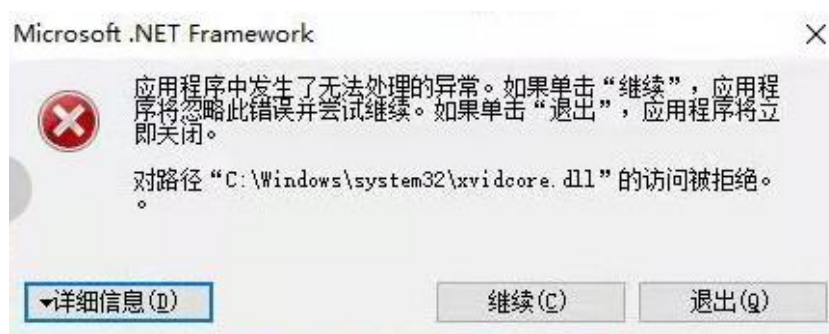 Microsoft .NET Framework
应用程序中发生了无法处理的异常。如果单击“继续”，应用程
序将忽略此错误并尝试继续。如果单击“退出”，应用程序将立
即关闭。
对路径“C:\Windows\system32\xvidcore.dll”的访问被拒绝。
。
详细信息(D)
继续(C)
退出(Q)